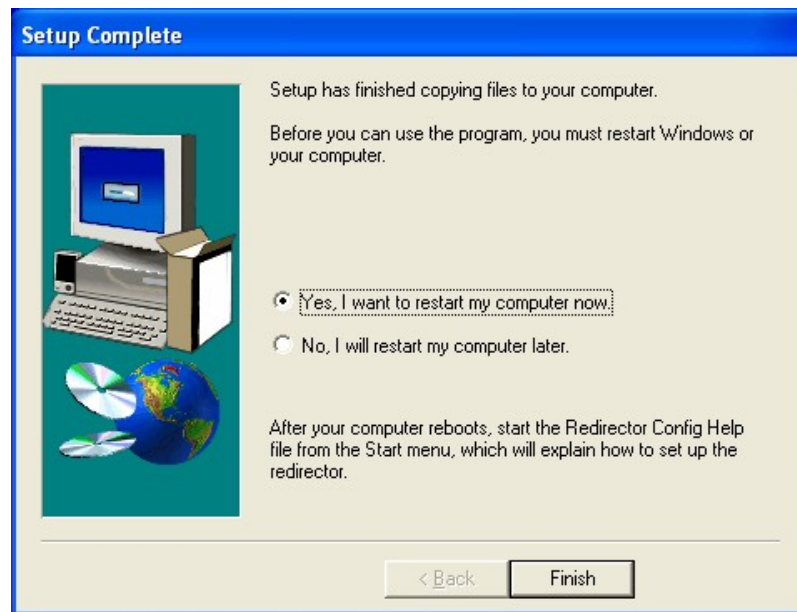 Setup Complete
Setup has finished copying files to your computer.
Before you can use the program, you must restart Windows or
your computer.
Yes, I want to restart my computer now.
No, I will restart my computer later.
After your computer reboots, start the Redirector Config Help
file from the Start menu, which will explain how to set up the
redirector.
< Back
Finish